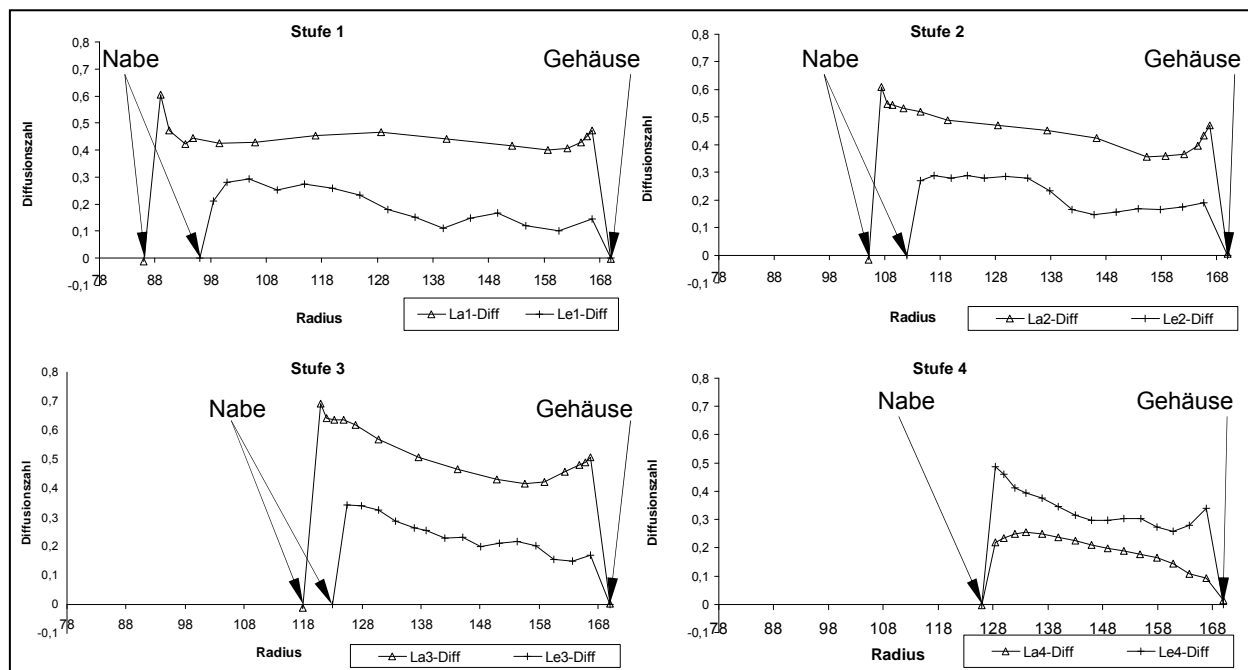 Stufe 1
Nabe
Gehäuse
Diffusionszahl
0,8
0,7
0,6
0,5
0,4
0,3
0,2
0,1
0
-0,1
78 88 98 108 118 128 138 148 158 168
Radius
La1-Diff Le1-Diff
Stufe 2
Nabe
Gehäuse
Diffusionszahl
0,8
0,7
0,6
0,5
0,4
0,3
0,2
0,1
0
-0,1
78 88 98 108 118 128 138 148 158 168
Radius
La2-Diff Le2-Diff
Stufe 3
Nabe
Gehäuse
Diffusionszahl
0,8
0,7
0,6
0,5
0,4
0,3
0,2
0,1
0
-0,1
78 88 98 108 118 128 138 148 158 168
Radius
La3-Diff Le3-Diff
Stufe 4
Nabe
Gehäuse
Diffusionszahl
0,8
0,7
0,6
0,5
0,4
0,3
0,2
0,1
0
-0,1
78 88 98 108 118 128 138 148 158 168
Radius
La4-Diff Le4-Diff